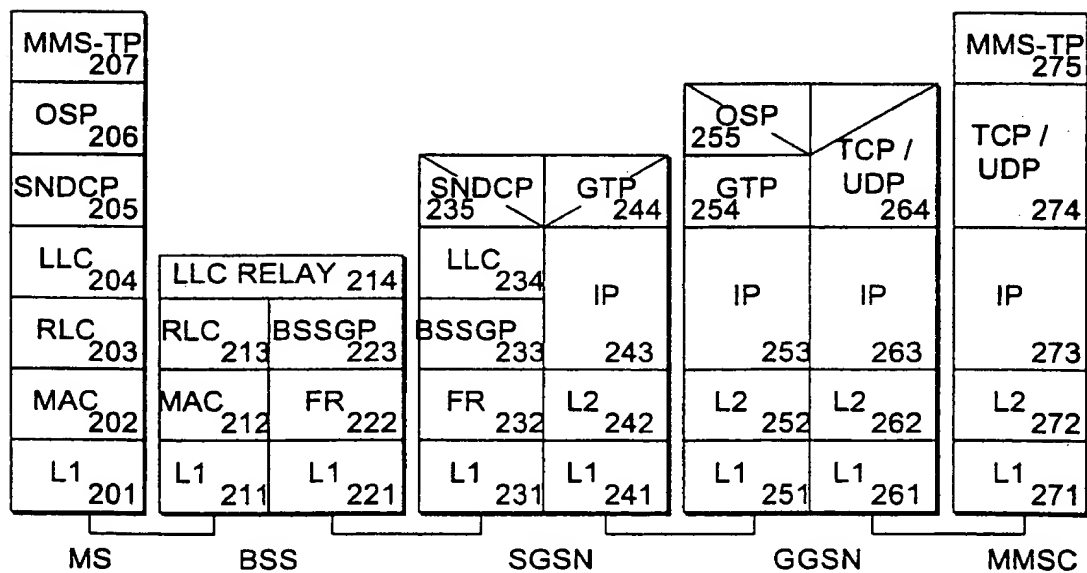 MMS-TP
207
OSP
206
SNDCP
205
LLC
204
RLC
203
MAC
202
L1
201
MS
LLC RELAY 214
RLC
213
MAC
212
L1
211
BSSGP
223
FR
222
L1
221
BSS
SNDCP
235
LLC
234
BSSGP
233
FR
232
L1
231
GTP
244
IP
243
L2
242
L1
241
SGSN
OSP
255
GTP
254
IP
253
L2
252
L1
251
TCP /
UDP
264
IP
263
L2
262
L1
261
GGSN
MMS-TP
275
TCP /
UDP
274
IP
273
L2
272
L1
271
MMSC